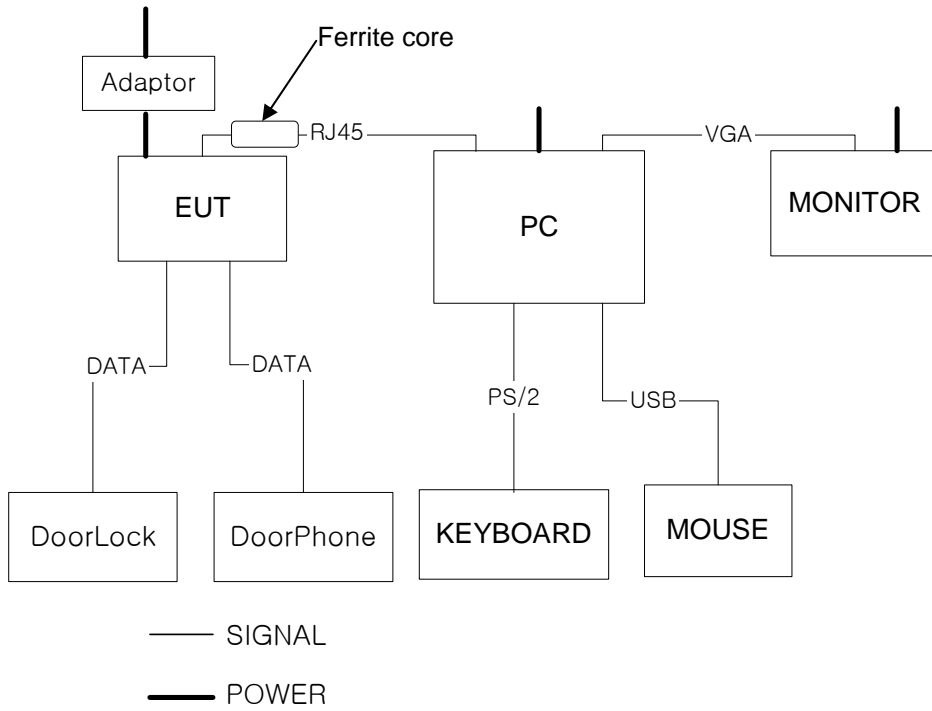 Ferrite core
Adaptor
RJ45
VGA
EUT
PC
MONITOR
DATA
DATA
PS/2
USB
DoorLock
DoorPhone
KEYBOARD
MOUSE
SIGNAL
POWER